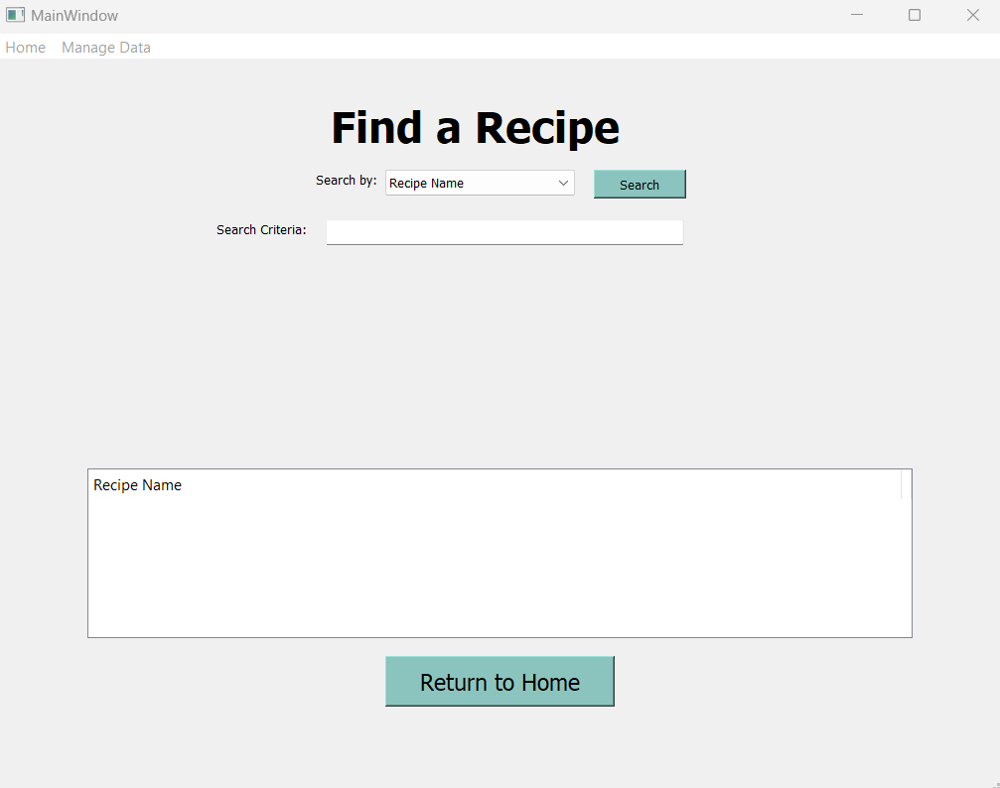 MainWindow
Home Manage Data
Find a Recipe
Search by: Recipe Name Search
Search Criteria:
Recipe Name
Return to Home